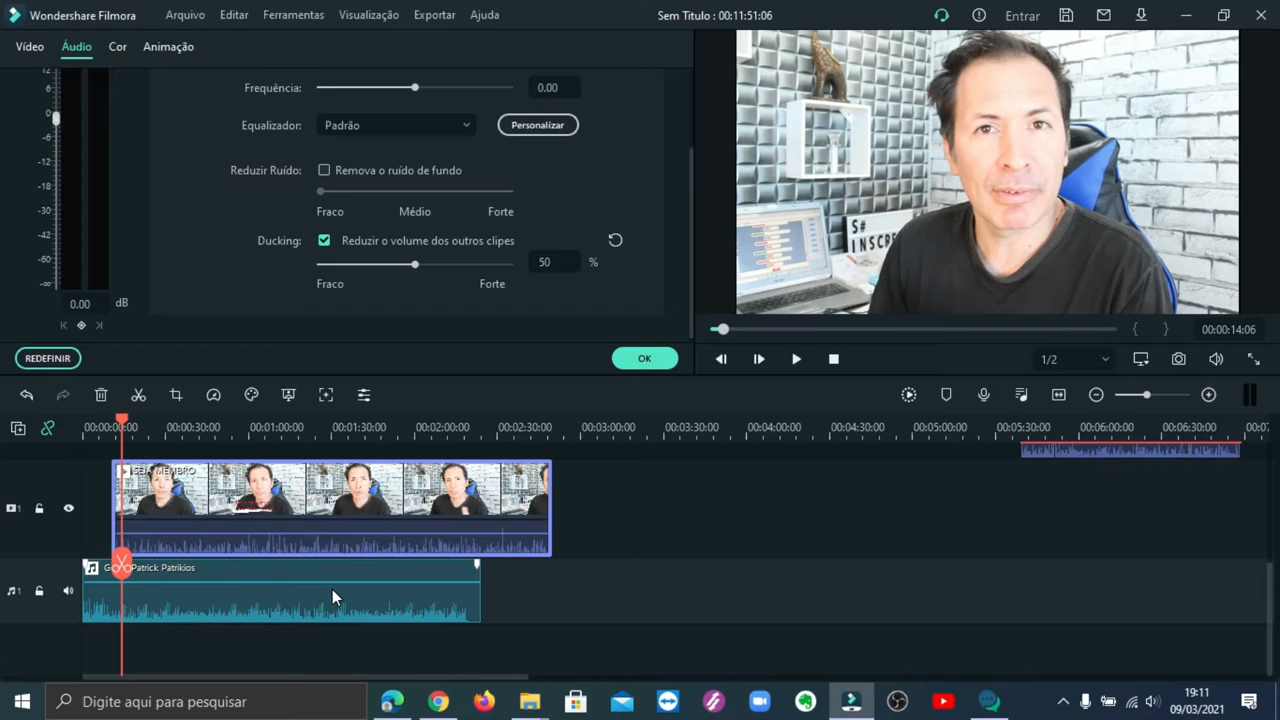 Wondershare Filmora Arquivo Editar Ferramentas Visualização Exportar Ajuda Sem Titulo : 00:11:51:06 Entrar
Vídeo Áudio Cor Animação
12
6
0
-6
-12
-18
-30
-42
-60
-∞
0.00 dB
Frequência: 0.00
Equalizador: Padrão Personalizar
Reduzir Ruído: Remova o ruído de fundo
Fraco Médio Forte
Ducking: Reduzir o volume dos outros clipes
50 %
Fraco Forte
REDEFINIR OK
S#
INSCRE
{ } 00:00:14:06
1/2
00:00:00:00 00:00:30:00 00:01:00:00 00:01:30:00 00:02:00:00 00:02:30:00 00:03:00:00 00:03:30:00 00:04:00:00 00:04:30:00 00:05:00:00 00:05:30:00 00:06:00:00 00:06:30:00 00:07
SEJA MEMBRO
1
Patrick Patrikios
1
Digite aqui para pesquisar
19:11
09/03/2021